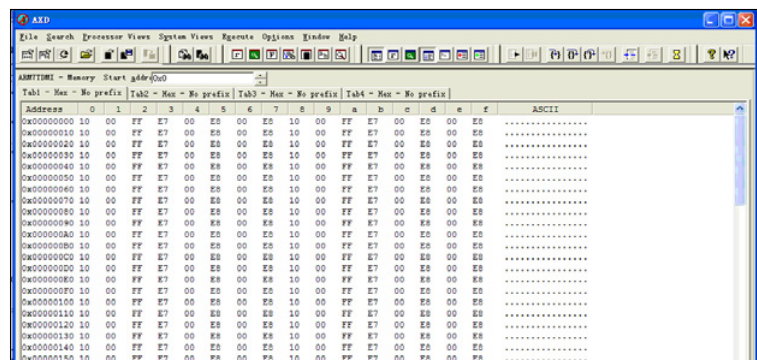 AXD
File Search Processor Views System Views Execute Options Window Help
ARM7TDMI - Memory Start addre 0x0
Tab1 - Hex - No prefix Tab2 - Hex - No prefix Tab3 - Hex - No prefix Tab4 - Hex - No prefix
Address 0 1 2 3 4 5 6 7 8 9 a b c d e f ASCII
0x00000000 10 00 FF E7 00 E8 00 E8 10 00 FF E7 00 E8 00 E8 ................
0x00000010 10 00 FF E7 00 E8 00 E8 10 00 FF E7 00 E8 00 E8 ................
0x00000020 10 00 FF E7 00 E8 00 E8 10 00 FF E7 00 E8 00 E8 ................
0x00000030 10 00 FF E7 00 E8 00 E8 10 00 FF E7 00 E8 00 E8 ................
0x00000040 10 00 FF E7 00 E8 00 E8 10 00 FF E7 00 E8 00 E8 ................
0x00000050 10 00 FF E7 00 E8 00 E8 10 00 FF E7 00 E8 00 E8 ................
0x00000060 10 00 FF E7 00 E8 00 E8 10 00 FF E7 00 E8 00 E8 ................
0x00000070 10 00 FF E7 00 E8 00 E8 10 00 FF E7 00 E8 00 E8 ................
0x00000080 10 00 FF E7 00 E8 00 E8 10 00 FF E7 00 E8 00 E8 ................
0x00000090 10 00 FF E7 00 E8 00 E8 10 00 FF E7 00 E8 00 E8 ................
0x000000A0 10 00 FF E7 00 E8 00 E8 10 00 FF E7 00 E8 00 E8 ................
0x000000B0 10 00 FF E7 00 E8 00 E8 10 00 FF E7 00 E8 00 E8 ................
0x000000C0 10 00 FF E7 00 E8 00 E8 10 00 FF E7 00 E8 00 E8 ................
0x000000D0 10 00 FF E7 00 E8 00 E8 10 00 FF E7 00 E8 00 E8 ................
0x000000E0 10 00 FF E7 00 E8 00 E8 10 00 FF E7 00 E8 00 E8 ................
0x000000F0 10 00 FF E7 00 E8 00 E8 10 00 FF E7 00 E8 00 E8 ................
0x00000100 10 00 FF E7 00 E8 00 E8 10 00 FF E7 00 E8 00 E8 ................
0x00000110 10 00 FF E7 00 E8 00 E8 10 00 FF E7 00 E8 00 E8 ................
0x00000120 10 00 FF E7 00 E8 00 E8 10 00 FF E7 00 E8 00 E8 ................
0x00000130 10 00 FF E7 00 E8 00 E8 10 00 FF E7 00 E8 00 E8 ................
0x00000140 10 00 FF E7 00 E8 00 E8 10 00 FF E7 00 E8 00 E8 ................
0x00000150 10 00 FF E7 00 E8 00 E8 10 00 FF E7 00 E8 00 E8 ................